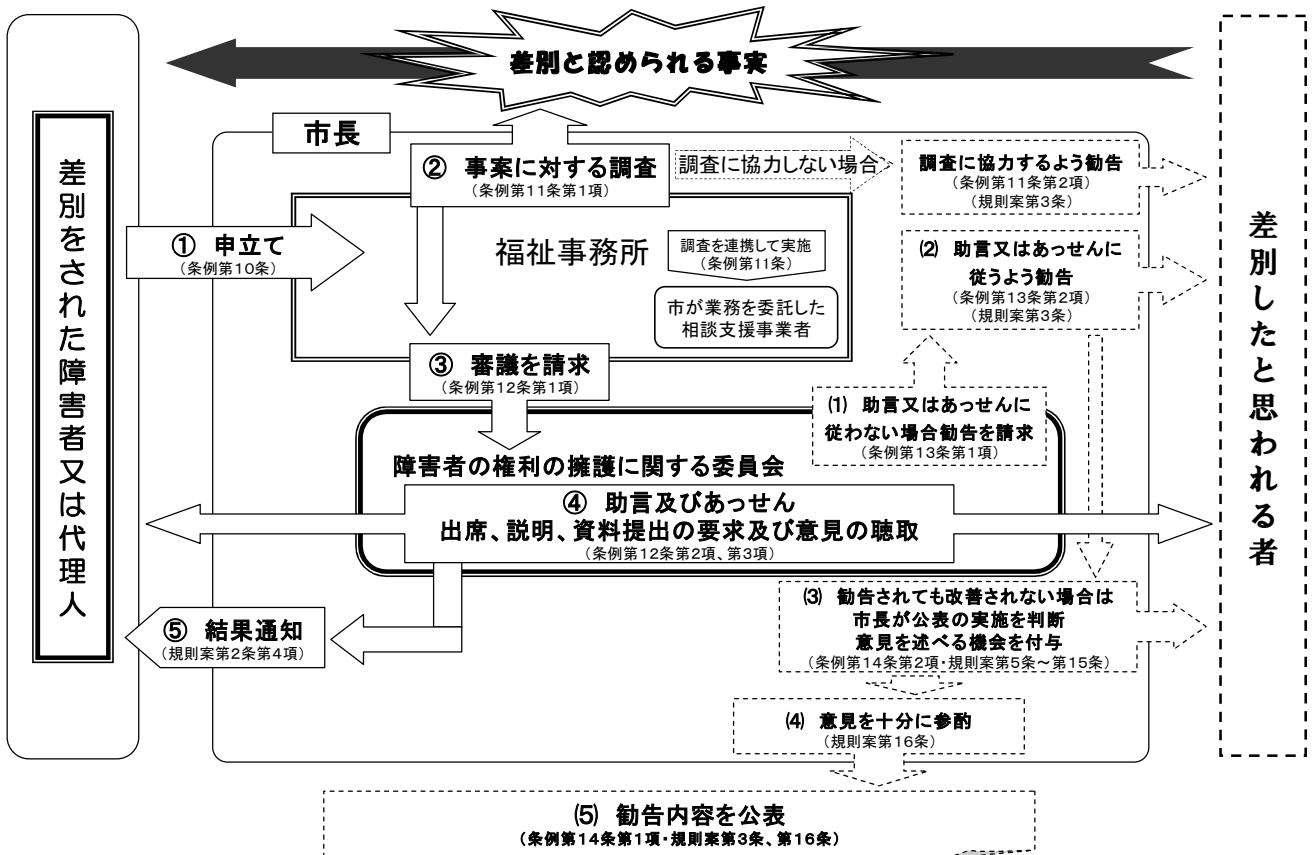 差別と認められる事実
市長
差別をされた障害者又は代理人
差別したと思われる者
② 事案に対する調査
(条例第11条第1項)
調査に協力しない場合
調査に協力するよう勧告
(条例第11条第2項)
(規則案第3条)
① 申立て
(条例第10条)
福祉事務所
調査を連携して実施
(条例第11条)
市が業務を委託した
相談支援事業者
(2) 助言又はあっせんに
従うよう勧告
(条例第13条第2項)
(規則案第3条)
③ 審議を請求
(条例第12条第1項)
(1) 助言又はあっせんに
従わない場合勧告を請求
(条例第13条第1項)
障害者の権利の擁護に関する委員会
④ 助言及びあっせん
出席、説明、資料提出の要求及び意見の聴取
(条例第12条第2項、第3項)
⑤ 結果通知
(規則案第2条第4項)
(3) 勧告されても改善されない場合は
市長が公表の実施を判断
意見を述べる機会を付与
(条例第14条第2項・規則案第5条～第15条)
(4) 意見を十分に参酌
(規則案第16条)
(5) 勧告内容を公表
(条例第14条第1項・規則案第3条、第16条)